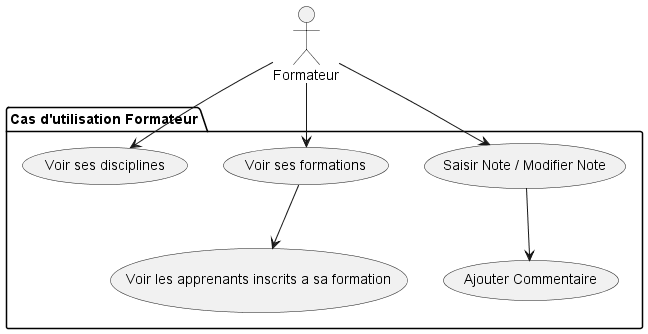 Formateur
Cas d'utilisation Formateur
Voir ses disciplines
Voir ses formations
Saisir Note / Modifier Note
Voir les apprenants inscrits a sa formation
Ajouter Commentaire